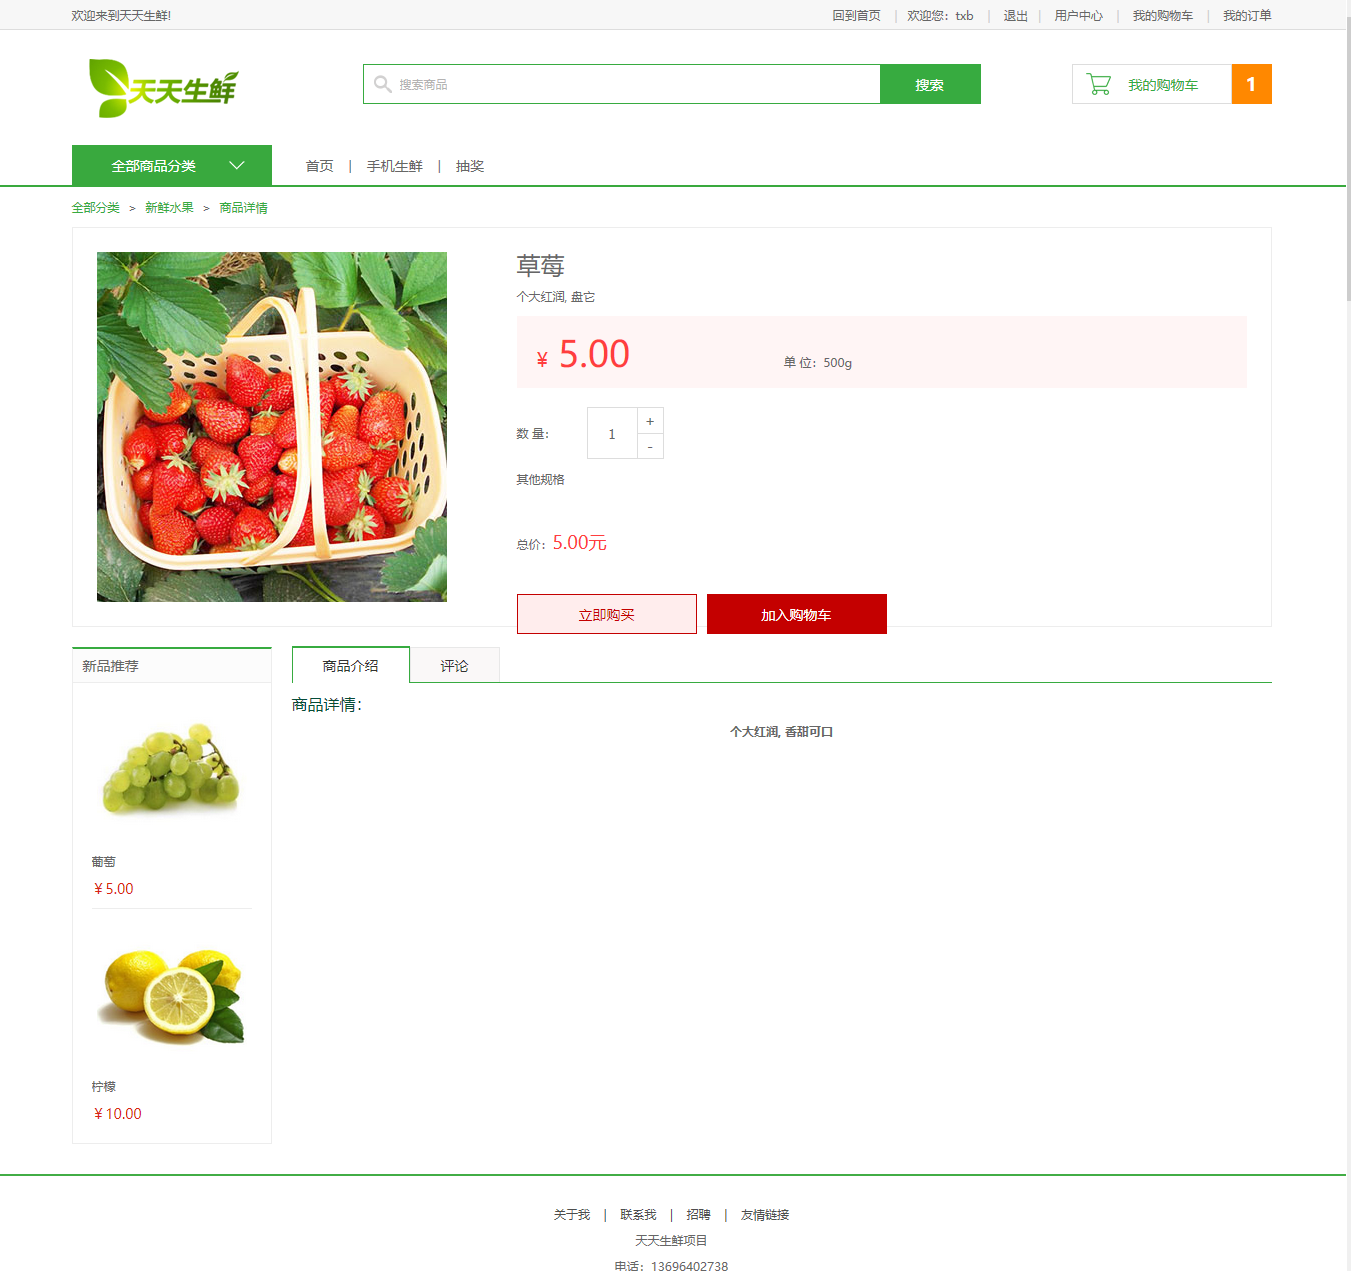 欢迎来到天天生鲜!
回到首页 | 欢迎您：txb | 退出 | 用户中心 | 我的购物车 | 我的订单
天天生鲜
搜索商品
搜索
我的购物车 1
全部商品分类
首页 | 手机生鲜 | 抽奖
全部分类 > 新鲜水果 > 商品详情
草莓
个大红润, 盘它
¥ 5.00 单 位：500g
数 量： 1 + -
其他规格
总价：5.00元
立即购买 加入购物车
新品推荐
葡萄
¥ 5.00
柠檬
¥ 10.00
商品介绍 评论
商品详情：
个大红润, 香甜可口
关于我 | 联系我 | 招聘 | 友情链接
天天生鲜项目
电话：13696402738